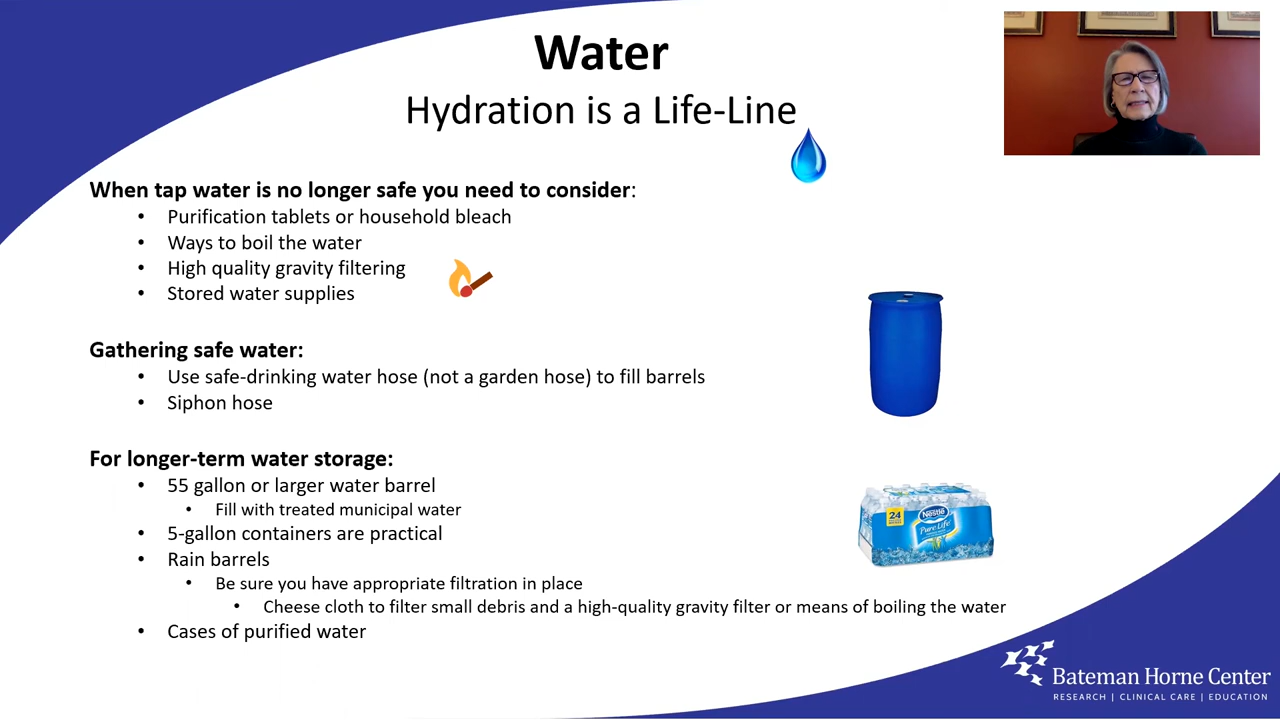 Water
Hydration is a Life-Line
When tap water is no longer safe you need to consider:
• Purification tablets or household bleach
• Ways to boil the water
• High quality gravity filtering
• Stored water supplies
Gathering safe water:
• Use safe-drinking water hose (not a garden hose) to fill barrels
• Siphon hose
For longer-term water storage:
• 55 gallon or larger water barrel
• Fill with treated municipal water
• 5-gallon containers are practical
• Rain barrels
• Be sure you have appropriate filtration in place
• Cheese cloth to filter small debris and a high-quality gravity filter or means of boiling the water
• Cases of purified water
24
Nestle
Pure Life
Bateman Horne Center
RESEARCH | CLINICAL CARE | EDUCATION